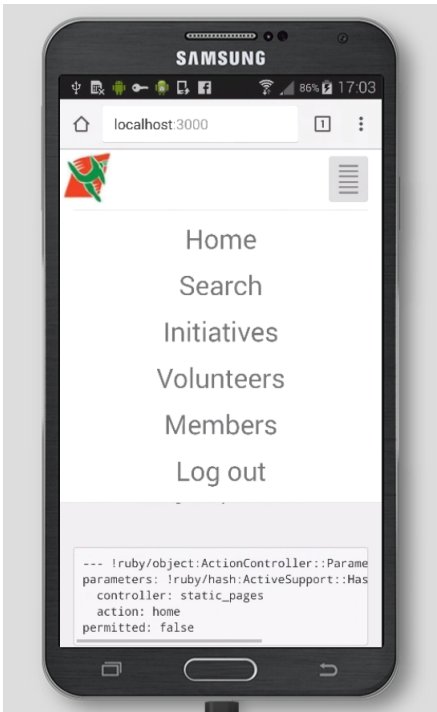 SAMSUNG
86% 17:03
localhost:3000
1
Home
Search
Initiatives
Volunteers
Members
Log out
--- !ruby/object:ActionController::Parame
parameters: !ruby/hash:ActiveSupport::Has
controller: static_pages
action: home
permitted: false